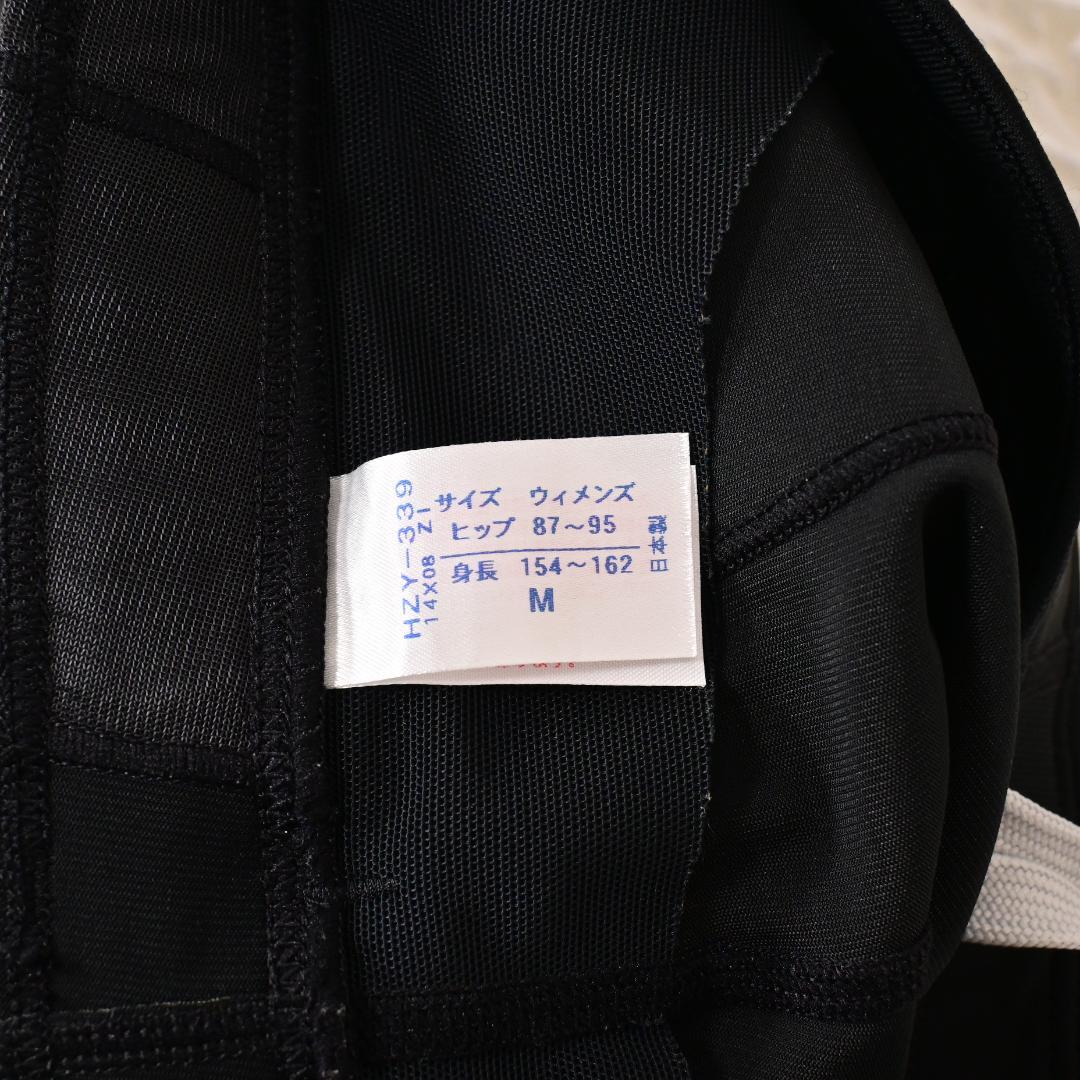 サイズ ウィメンズ
ヒップ 87～95
身長 154～162
M
日本製
HZY-339
14X08 ZI